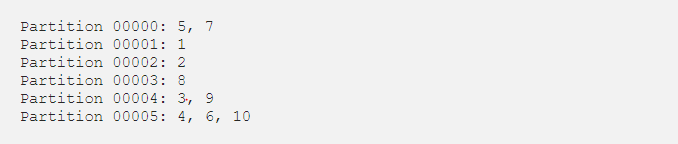 Partition 00000: 5, 7
Partition 00001: 1
Partition 00002: 2
Partition 00003: 8
Partition 00004: 3, 9
Partition 00005: 4, 6, 10